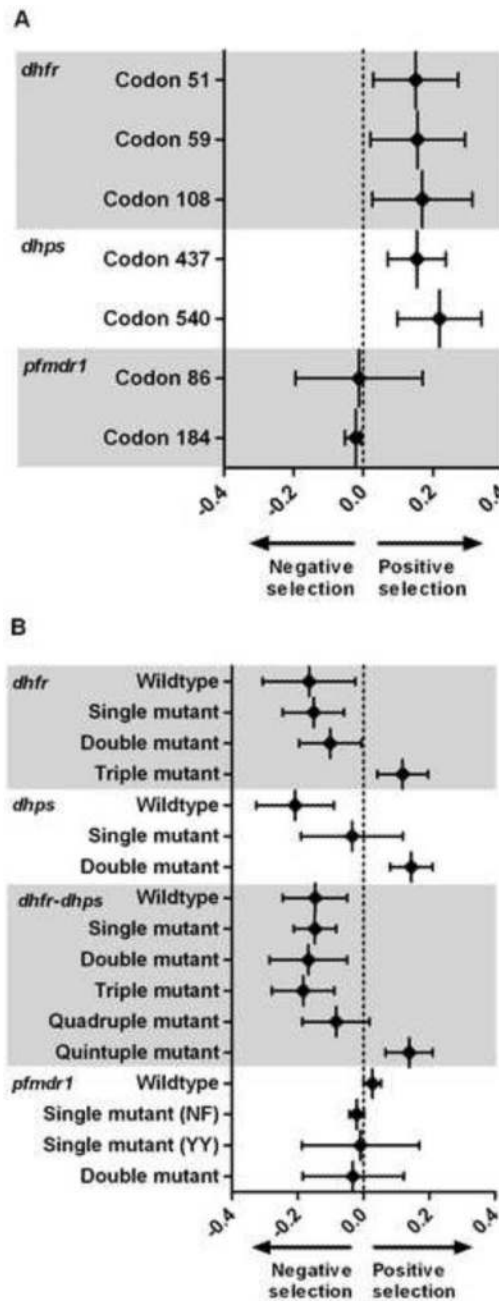 A
dhfr
Codon 51
Codon 59
Codon 108
dhps
Codon 437
Codon 540
pfmdr1
Codon 86
Codon 184
-0.4
-0.2
0.0
0.2
0.4
Negative Positive
selection selection
B
dhfr
Wildtype
Single mutant
Double mutant
Triple mutant
dhps
Wildtype
Single mutant
Double mutant
dhfr-dhps
Wildtype
Single mutant
Double mutant
Triple mutant
Quadruple mutant
Quintuple mutant
pfmdr1
Wildtype
Single mutant (NF)
Single mutant (YY)
Double mutant
-0.4
-0.2
0.0
0.2
0.4
Negative Positive
selection selection